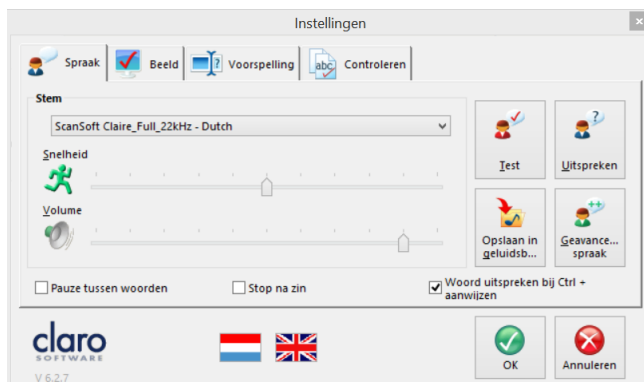 Instellingen
Spraak
Beeld
Voorspelling
abc
Controleren
Stem
ScanSoft Claire_Full_22kHz - Dutch
Snelheid
Volume
Test
Uitspreken
Opslaan in
geluidsb...
Geavance...
spraak
Pauze tussen woorden
Stop na zin
Woord uitspreken bij Ctrl +
aanwijzen
claro
SOFTWARE
V 6.2.7
OK
Annuleren